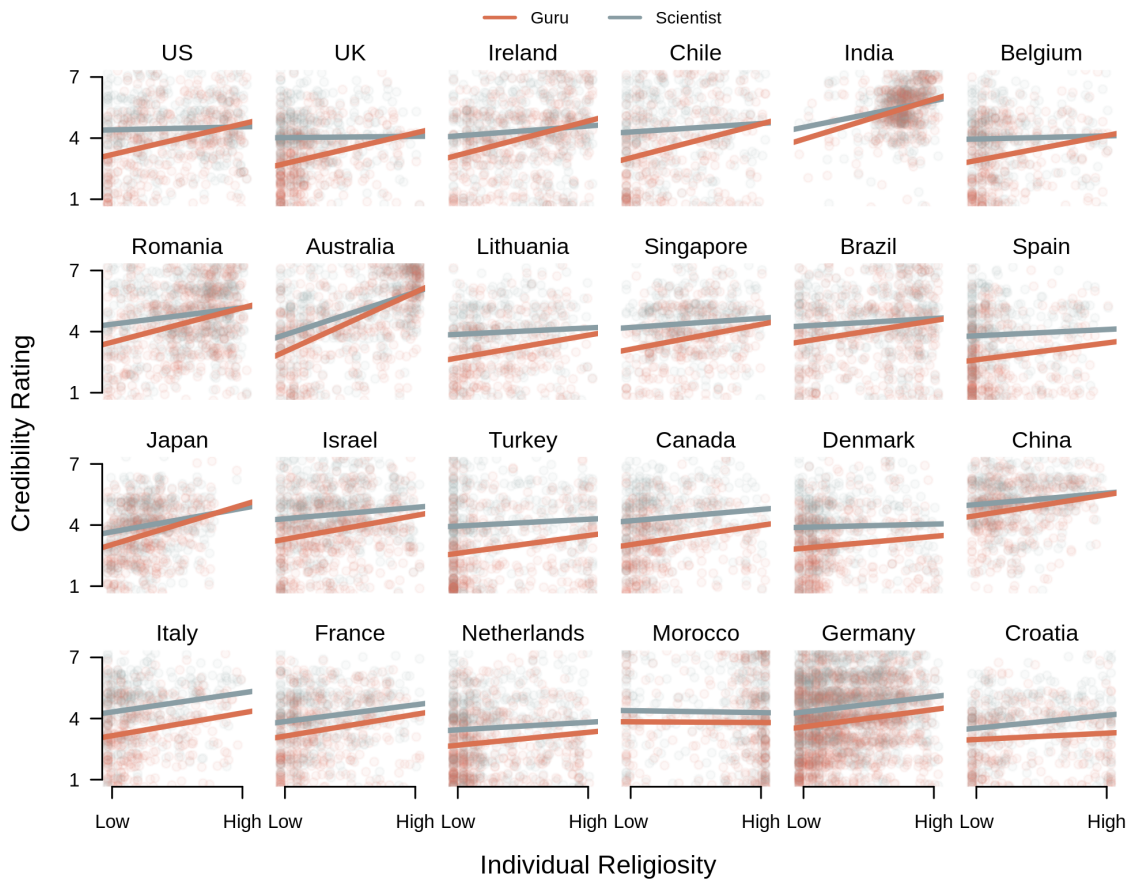 Guru Scientist
US UK Ireland Chile India Belgium
7
4
1
Romania Australia Lithuania Singapore Brazil Spain
7
4
1
Credibility Rating
Japan Israel Turkey Canada Denmark China
7
4
1
Italy France Netherlands Morocco Germany Croatia
7
4
1
Low High Low High Low High Low High Low High Low High
Individual Religiosity